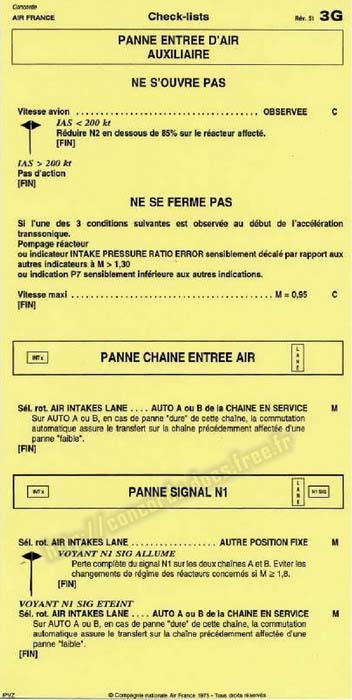 Concorde
AIR FRANCE Check-lists Rév. 51 3G
PANNE ENTREE D'AIR
AUXILIAIRE
NE S'OUVRE PAS
Vitesse avion ........................................ OBSERVEE C
IAS < 200 kt
Réduire N2 en dessous de 85% sur le réacteur affecté.
[FIN]
IAS > 200 kt
Pas d'action
[FIN]
NE SE FERME PAS
Si l'une des 3 conditions suivantes est observée au début de l'accélération
transsonique.
Pompage réacteur
ou indicateur INTAKE PRESSURE RATIO ERROR sensiblement décalé par rapport aux
autres indicateurs à M > 1,30
ou indication P7 sensiblement inférieure aux autres indications.
Vitesse maxi ........................................ M = 0,95 C
[FIN]
INTx PANNE CHAINE ENTREE AIR LANE
Sél. rot. AIR INTAKES LANE .... AUTO A ou B de la CHAINE EN SERVICE M
Sur AUTO A ou B, en cas de panne "dure" de cette chaîne, la commutation
automatique assure le transfert sur la chaîne précédemment affectée d'une
panne "faible".
[FIN]
INTx PANNE SIGNAL N1 LANE N1 SIG
Sél. rot. AIR INTAKES LANE .................. AUTRE POSITION FIXE M
VOYANT N1 SIG ALLUME
Perte complète du signal N1 sur les deux chaînes A et B. Eviter les
changements de régime des réacteurs concernés si M ≥ 1,8.
[FIN]
VOYANT N1 SIG ETEINT
Sél. rot. AIR INTAKES LANE .... AUTO A ou B de la CHAINE EN SERVICE M
Sur AUTO A ou B, en cas de panne "dure" de cette chaîne, la commutation
automatique assure le transfert sur la chaîne précédemment affectée d'une
panne "faible".
[FIN]
© Compagnie nationale Air France 1975 - Tous droits réservés